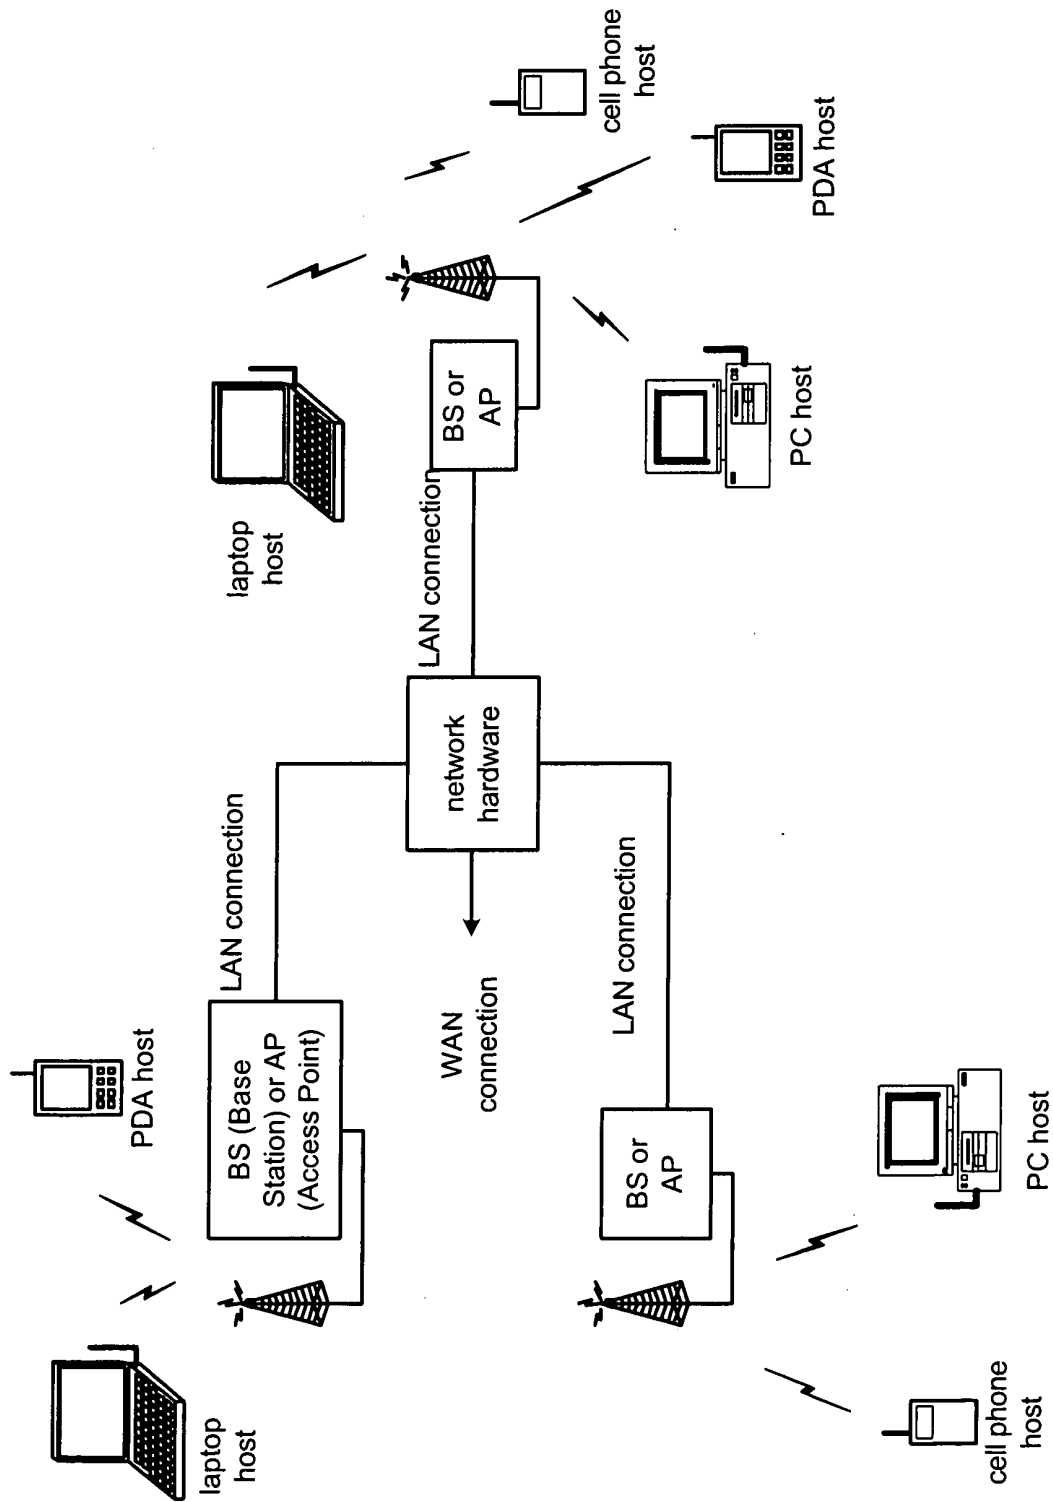 PDA host
laptop
host
BS (Base
Station) or AP
(Access Point)
LAN connection
laptop
host
LAN connection
WAN
connection
network
hardware
BS or
AP
cell phone
host
LAN connection
BS or
AP
PC host
PDA host
cell phone
host
PC host